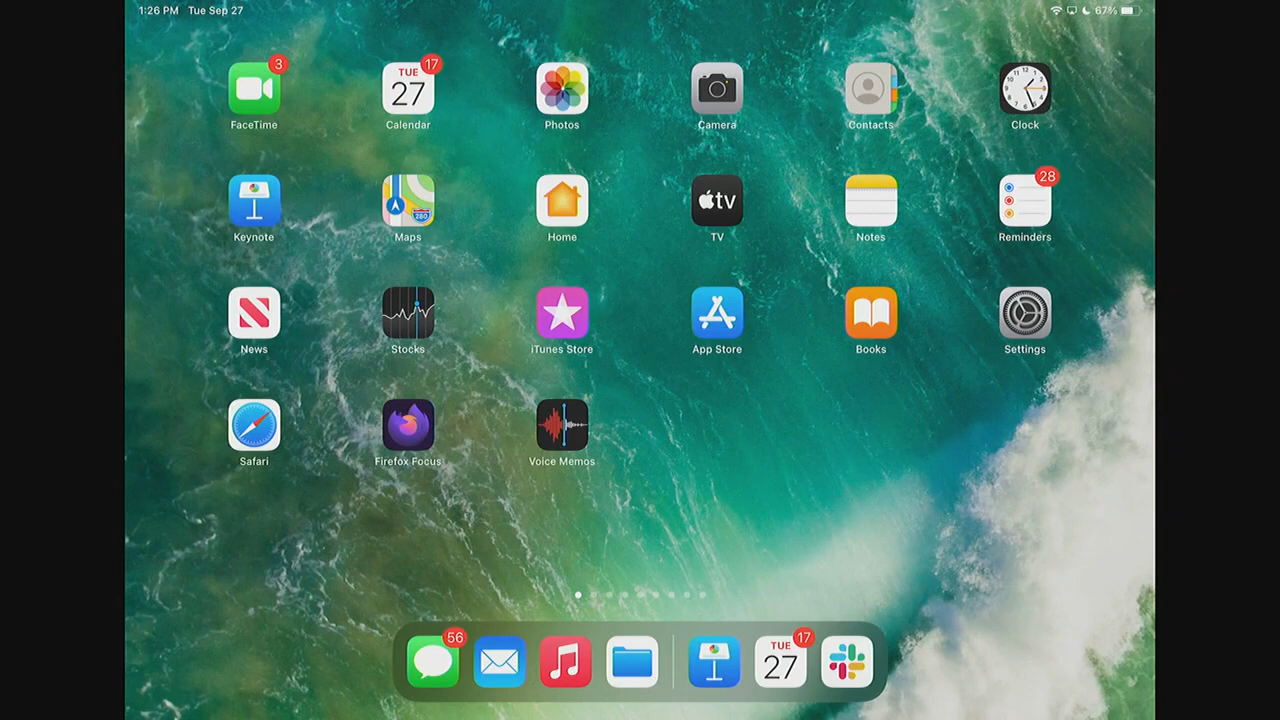 1:26 PM Tue Sep 27
67%
3
TUE
27
17
FaceTime
Calendar
Photos
Camera
Contacts
Clock
280
tv
28
Keynote
Maps
Home
TV
Notes
Reminders
News
Stocks
iTunes Store
App Store
Books
Settings
Safari
Firefox Focus
Voice Memos
56
TUE
27
17